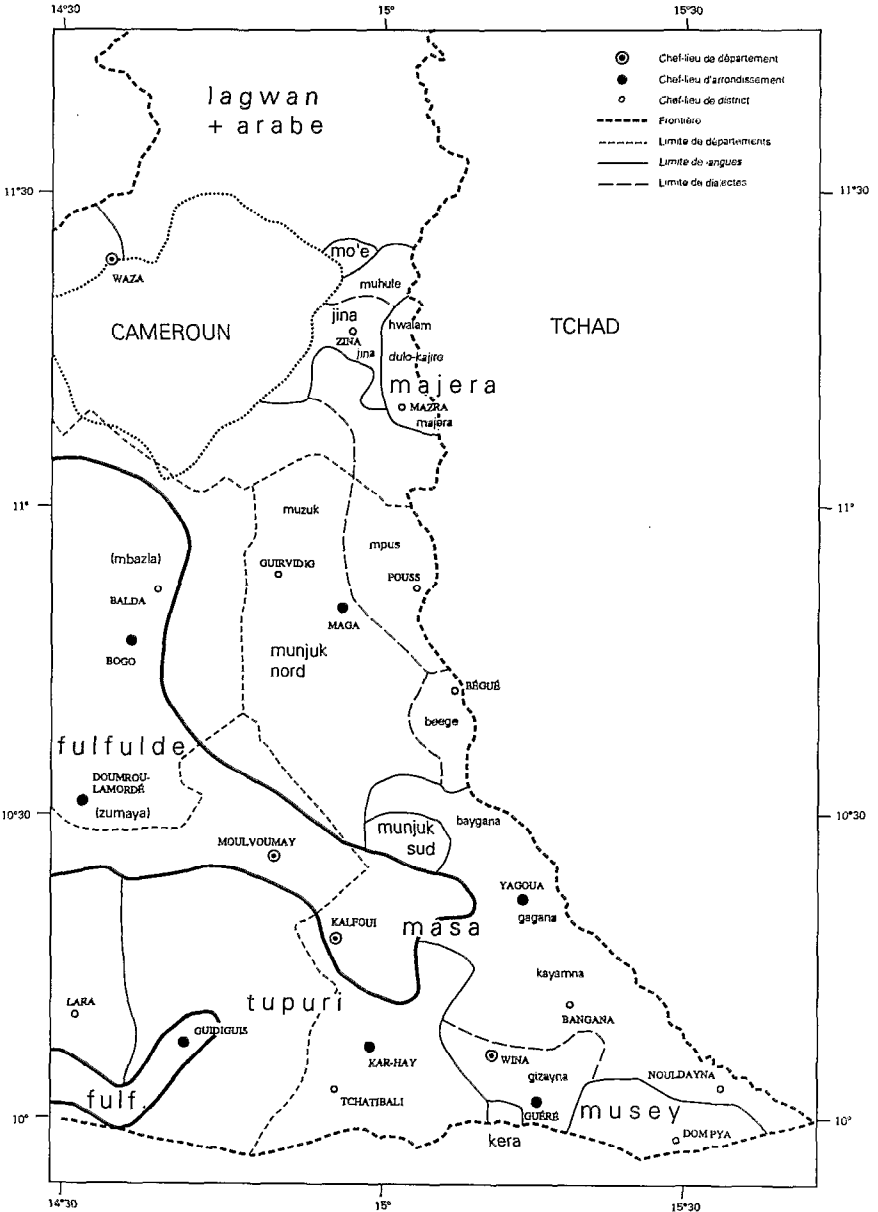 14°30 15° 15°30
Chef-lieu de département
Chef-lieu d'arrondissement
Chef-lieu de district
Frontière
Limite de départements
Limite de langues
Limite de dialectes
lagwan
+ arabe
11°30 11°30
mo'e
WAZA
muhule
CAMEROUN
jina
hwalam
TCHAD
ZINA
jina
dulo-kajire
majera
MAZRA
majera
11° 11°
muzuk
mpus
(mbazla)
GUIRVIDIG
POUSS
BALDA
MAGA
BOGO
munjuk
nord
BÉGUÉ
beege
fulfulde
DOUMROU-
LAMORDÉ
(zumaya)
10°30 10°30
baygana
munjuk
sud
MOULVOUMAY
YAGOUA
gagana
KALFOUI
masa
kayamna
LARA
tupuri
BANGANA
GUIDIGUIS
KAR-HAY
WINA
gizayna
NOULDAYNA
TCHATIBALI
fulf.
GUÉRÉ
musey
10° 10°
kera
DOMPYA
14°30 15° 15°30